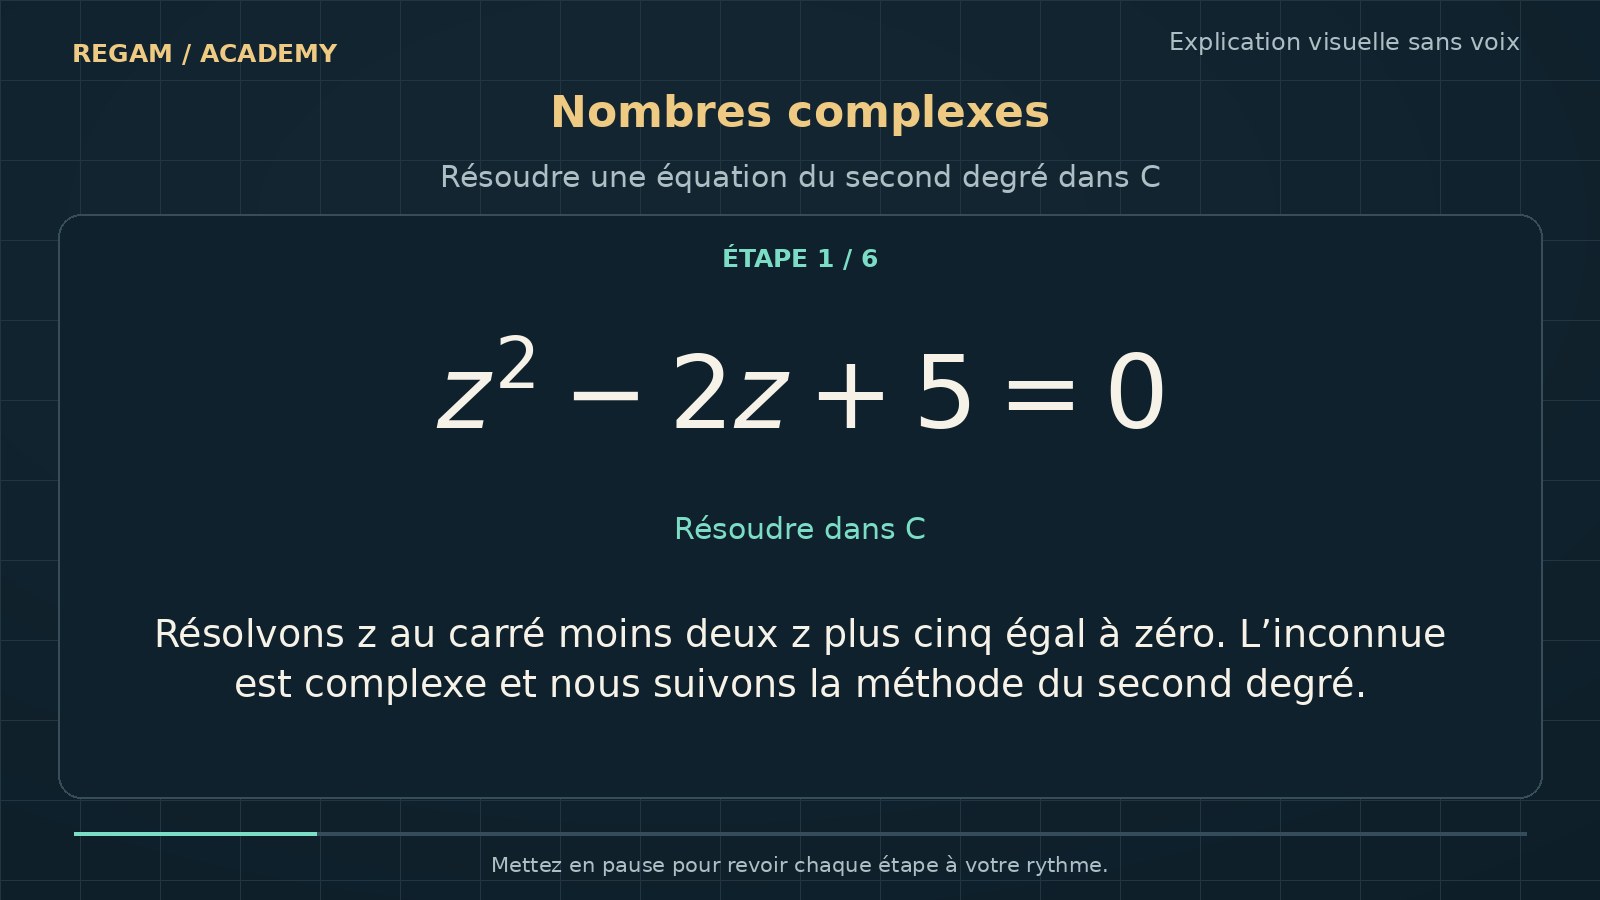 REGAM / ACADEMY
Explication visuelle sans voix
Nombres complexes
Résoudre une équation du second degré dans C
ÉTAPE 1 / 6
z² − 2z + 5 = 0
Résoudre dans C
Résolvons z au carré moins deux z plus cinq égal à zéro. L’inconnue
est complexe et nous suivons la méthode du second degré.
Mettez en pause pour revoir chaque étape à votre rythme.